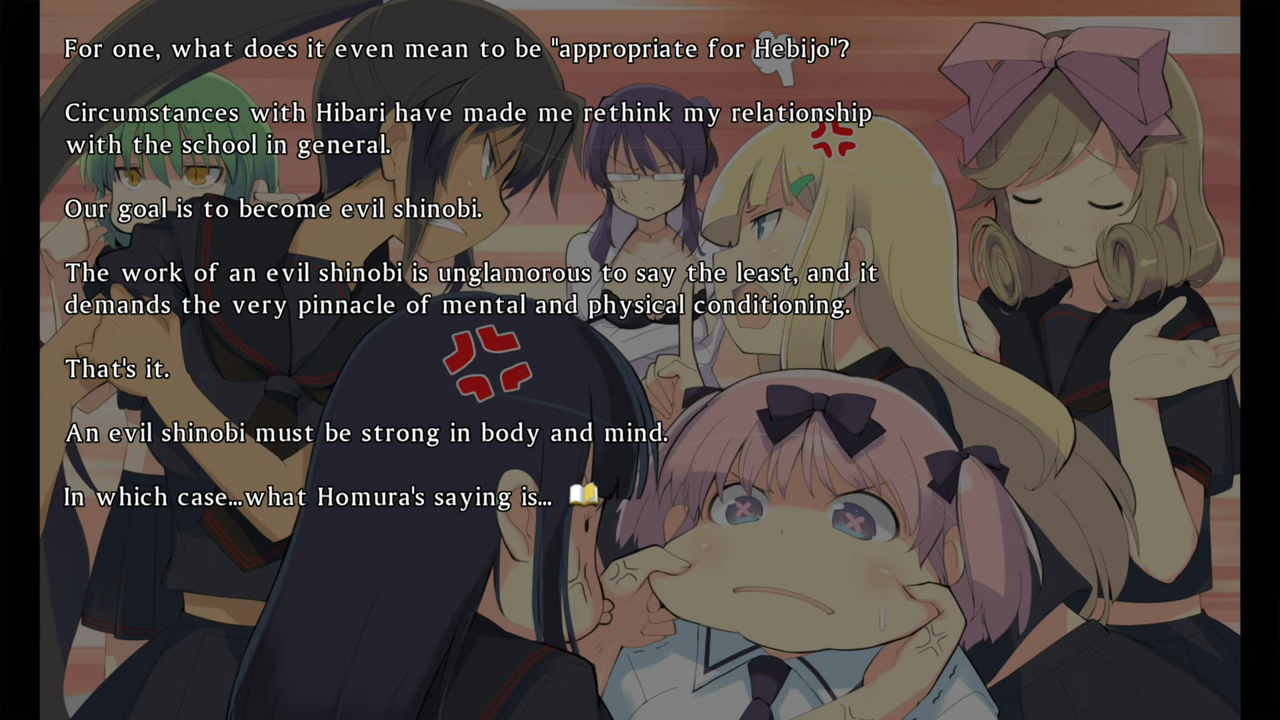 For one, what does it even mean to be "appropriate for Hebijo"?
Circumstances with Hibari have made me rethink my relationship
with the school in general.
Our goal is to become evil shinobi.
The work of an evil shinobi is unglamorous to say the least, and it
demands the very pinnacle of mental and physical conditioning.
That's it.
An evil shinobi must be strong in body and mind.
In which case...what Homura's saying is...